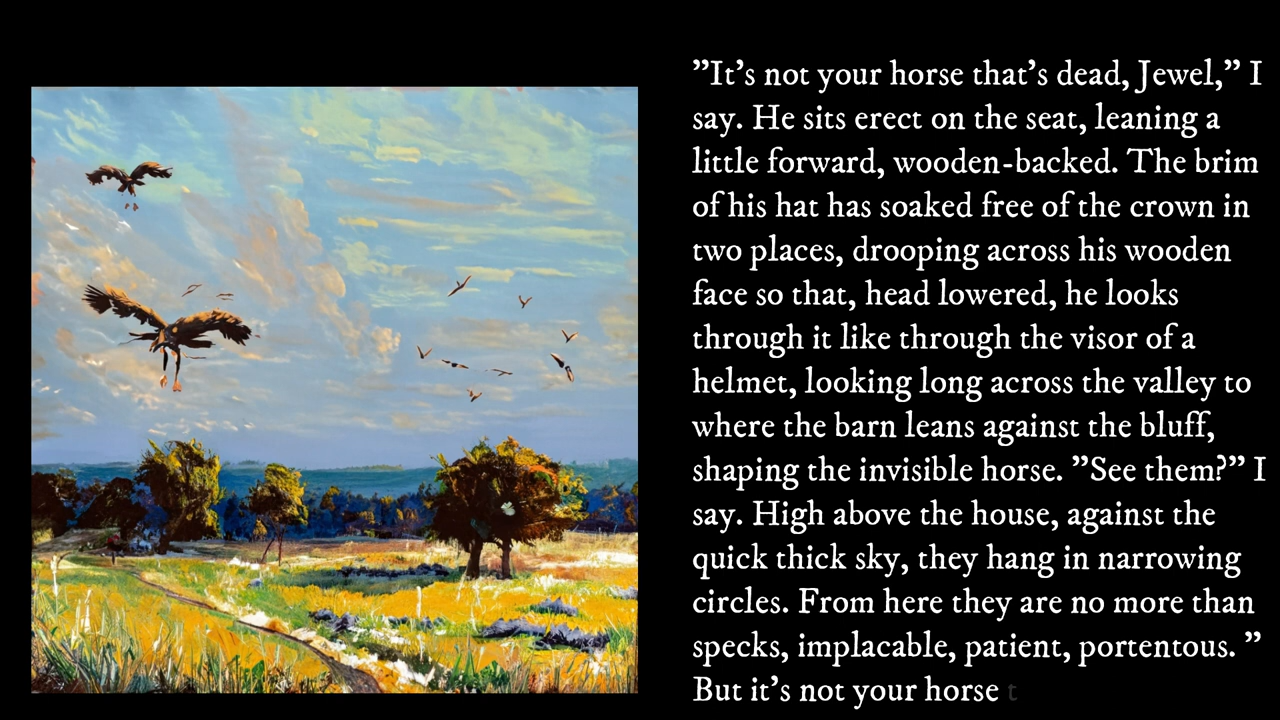 ”It’s not your horse that’s dead, Jewel,” I
say. He sits erect on the seat, leaning a
little forward, wooden-backed. The brim
of his hat has soaked free of the crown in
two places, drooping across his wooden
face so that, head lowered, he looks
through it like through the visor of a
helmet, looking long across the valley to
where the barn leans against the bluff,
shaping the invisible horse. ”See them?” I
say. High above the house, against the
quick thick sky, they hang in narrowing
circles. From here they are no more than
specks, implacable, patient, portentous. ”
But it’s not your horse t